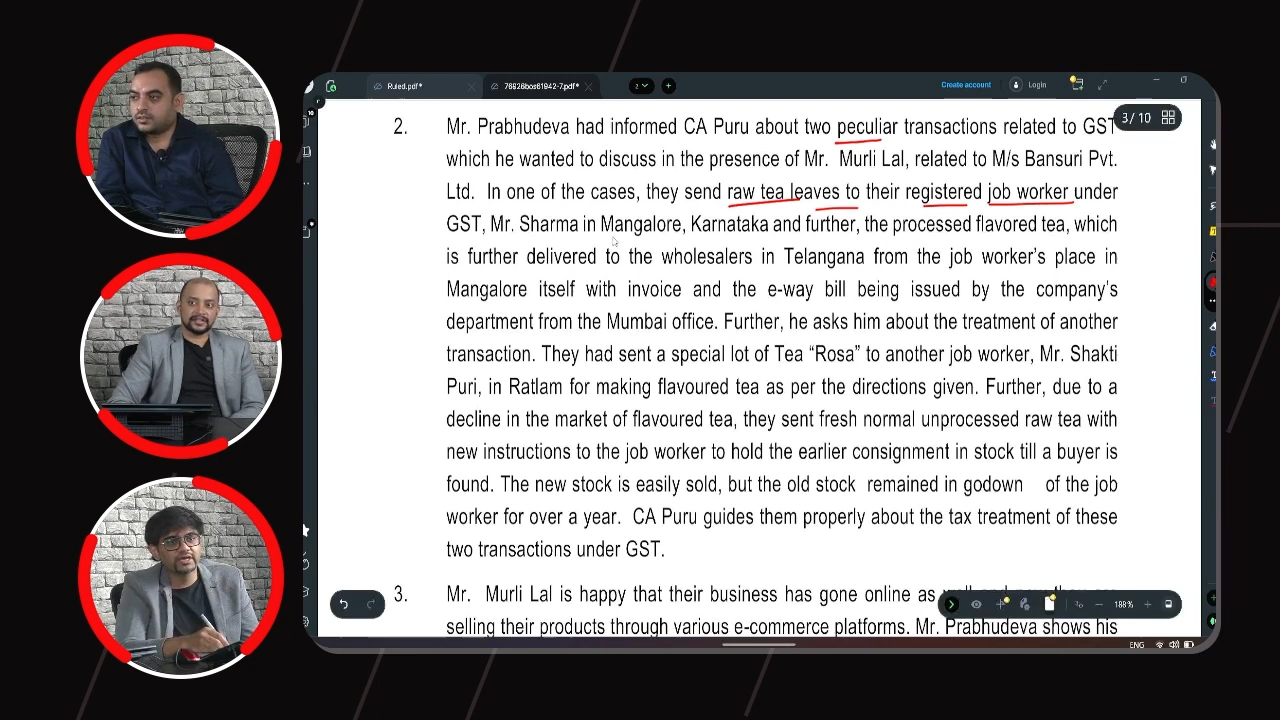 Ruled.pdf*
76926bos61942-7.pdf*
2
Create account
Login
3/10
2. Mr. Prabhudeva had informed CA Puru about two peculiar transactions related to GST
which he wanted to discuss in the presence of Mr. Murli Lal, related to M/s Bansuri Pvt.
Ltd. In one of the cases, they send raw tea leaves to their registered job worker under
GST, Mr. Sharma in Mangalore, Karnataka and further, the processed flavored tea, which
is further delivered to the wholesalers in Telangana from the job worker's place in
Mangalore itself with invoice and the e-way bill being issued by the company's
department from the Mumbai office. Further, he asks him about the treatment of another
transaction. They had sent a special lot of Tea “Rosa” to another job worker, Mr. Shakti
Puri, in Ratlam for making flavoured tea as per the directions given. Further, due to a
decline in the market of flavoured tea, they sent fresh normal unprocessed raw tea with
new instructions to the job worker to hold the earlier consignment in stock till a buyer is
found. The new stock is easily sold, but the old stock remained in godown of the job
worker for over a year. CA Puru guides them properly about the tax treatment of these
two transactions under GST.
3. Mr. Murli Lal is happy that their business has gone online as
selling their products through various e-commerce platforms. Mr. Prabhudeva shows his
188%
ENG